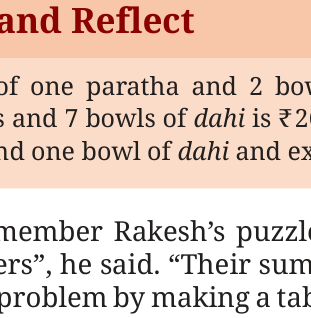 and Reflect
of one paratha and 2 bow
s and 7 bowls of dahi is ₹2
nd one bowl of dahi and ex
member Rakesh’s puzzl
ers”, he said. “Their sum
problem by making a tab